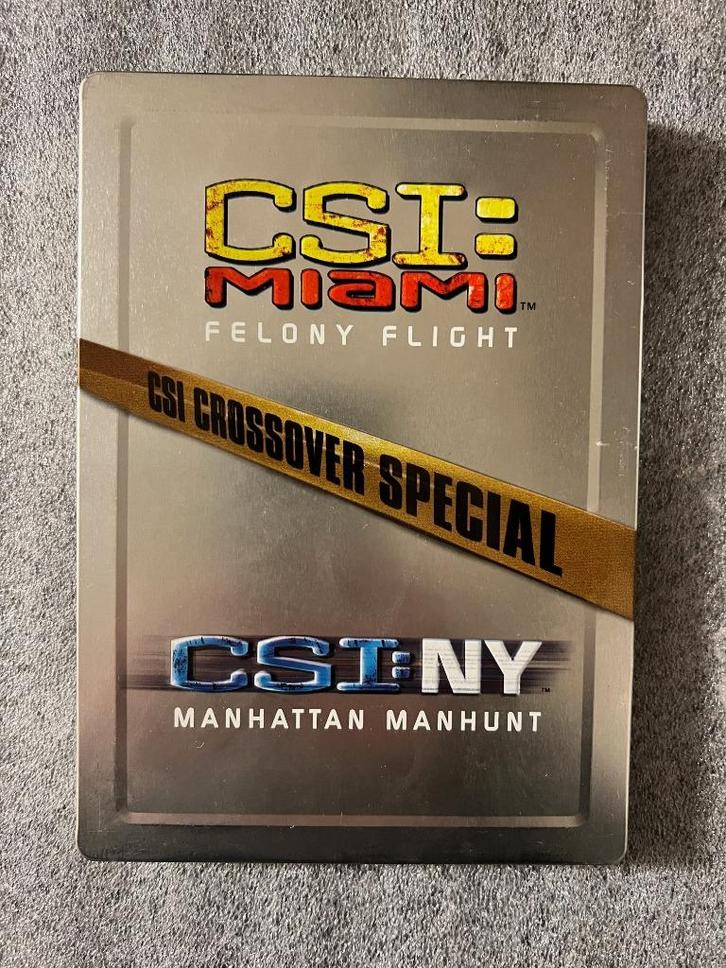 CSI:
MIAMI™
FELONY FLIGHT
CSI CROSSOVER SPECIAL
CSI:NY™
MANHATTAN MANHUNT